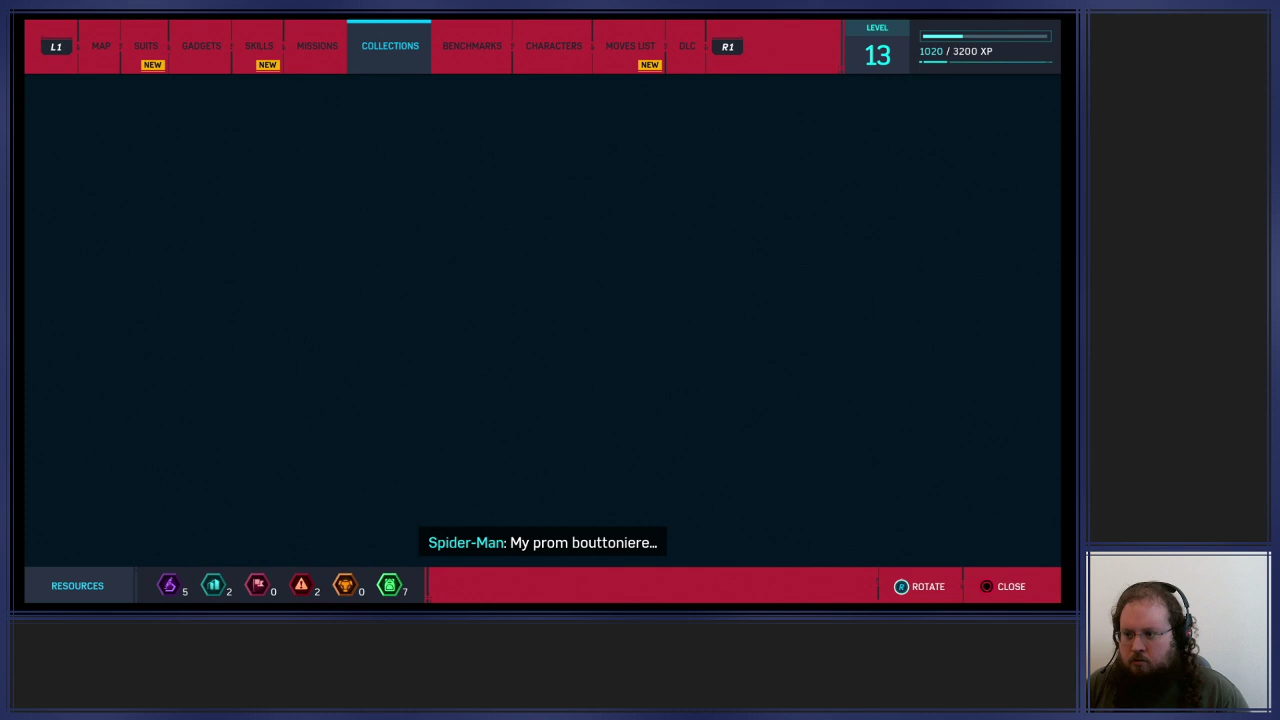 L1 MAP SUITS GADGETS SKILLS MISSIONS COLLECTIONS BENCHMARKS CHARACTERS MOVES LIST DLC R1
NEW NEW NEW
LEVEL
13
1020 / 3200 XP
Spider-Man: My prom bouttoniere...
RESOURCES 5 2 0 2 0 7 R ROTATE CLOSE